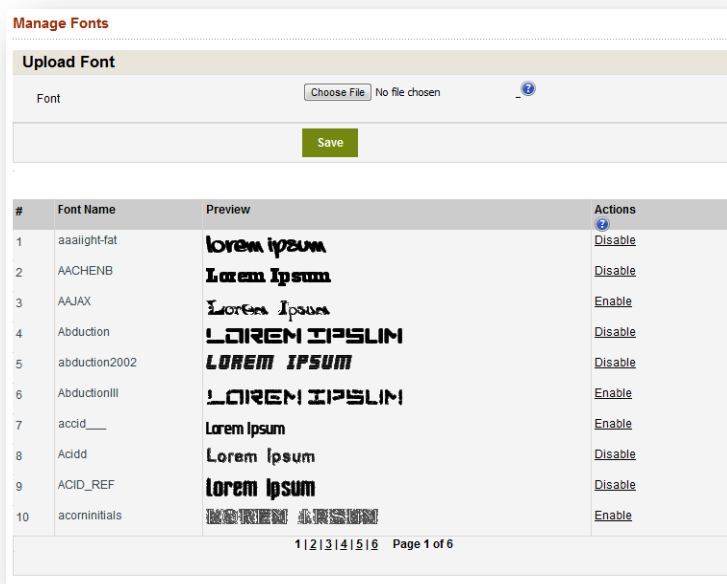 Manage Fonts
Upload Font
Font Choose File No file chosen
Save
# Font Name Preview Actions
1 aaaiight-fat lorem ipsum Disable
2 AACHENB Lorem Ipsum Disable
3 AAJAX Lorem Ipsum Enable
4 Abduction LOREM IPSUM Disable
5 abduction2002 LOREM IPSUM Disable
6 AbductionIII LOREM IPSUM Enable
7 accid___ Lorem Ipsum Enable
8 Acidd Lorem Ipsum Disable
9 ACID_REF lorem ipsum Disable
10 acorninitials Enable
1|2|3|4|5|6 Page 1 of 6